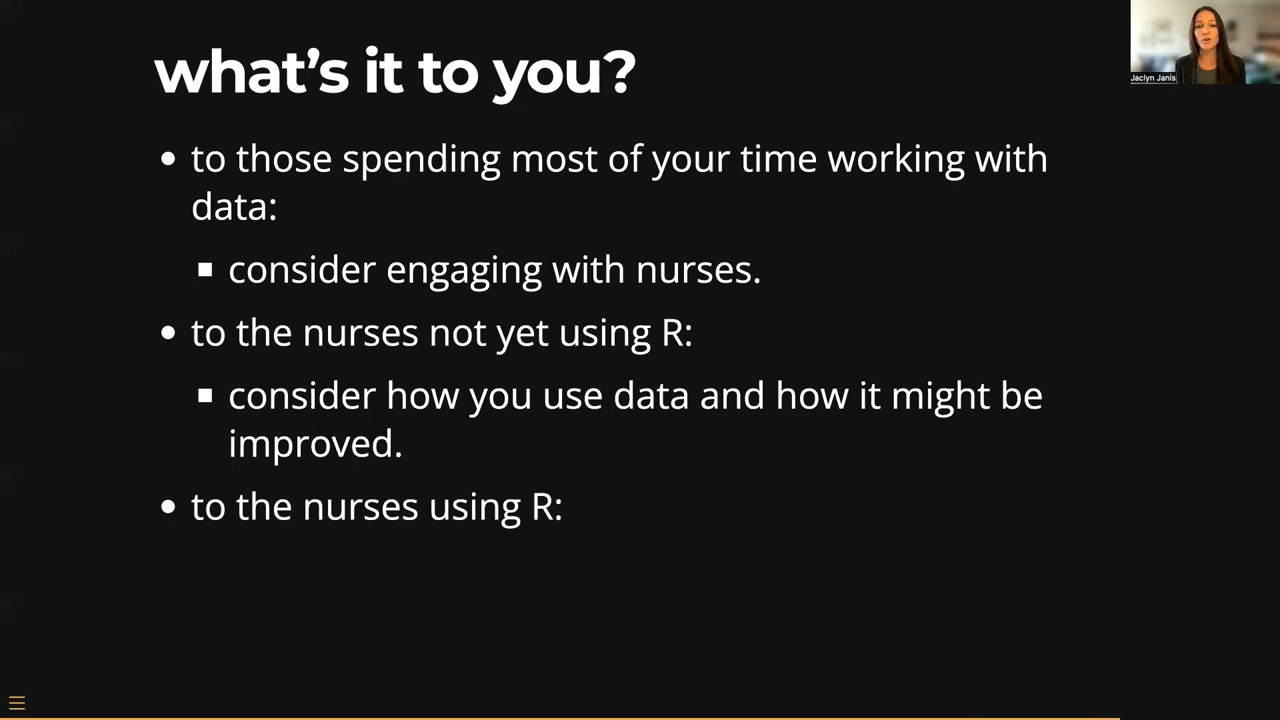 what's it to you?
Jaclyn Janis
• to those spending most of your time working with
data:
▪ consider engaging with nurses.
• to the nurses not yet using R:
▪ consider how you use data and how it might be
improved.
• to the nurses using R: